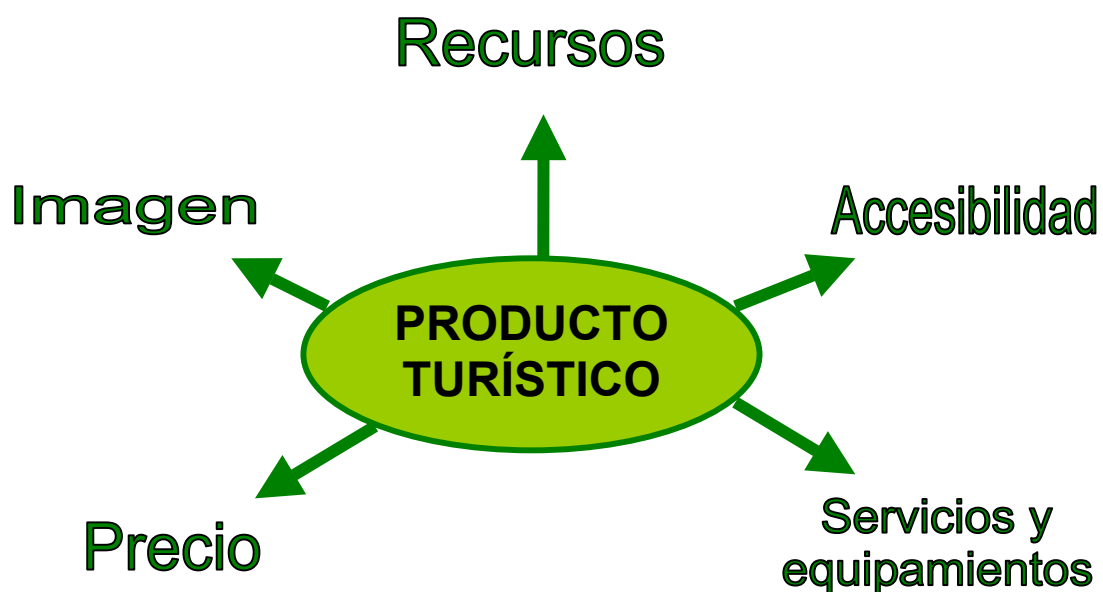 Recursos
Imagen
Accesibilidad
PRODUCTO
TURÍSTICO
Precio
Servicios y
equipamientos